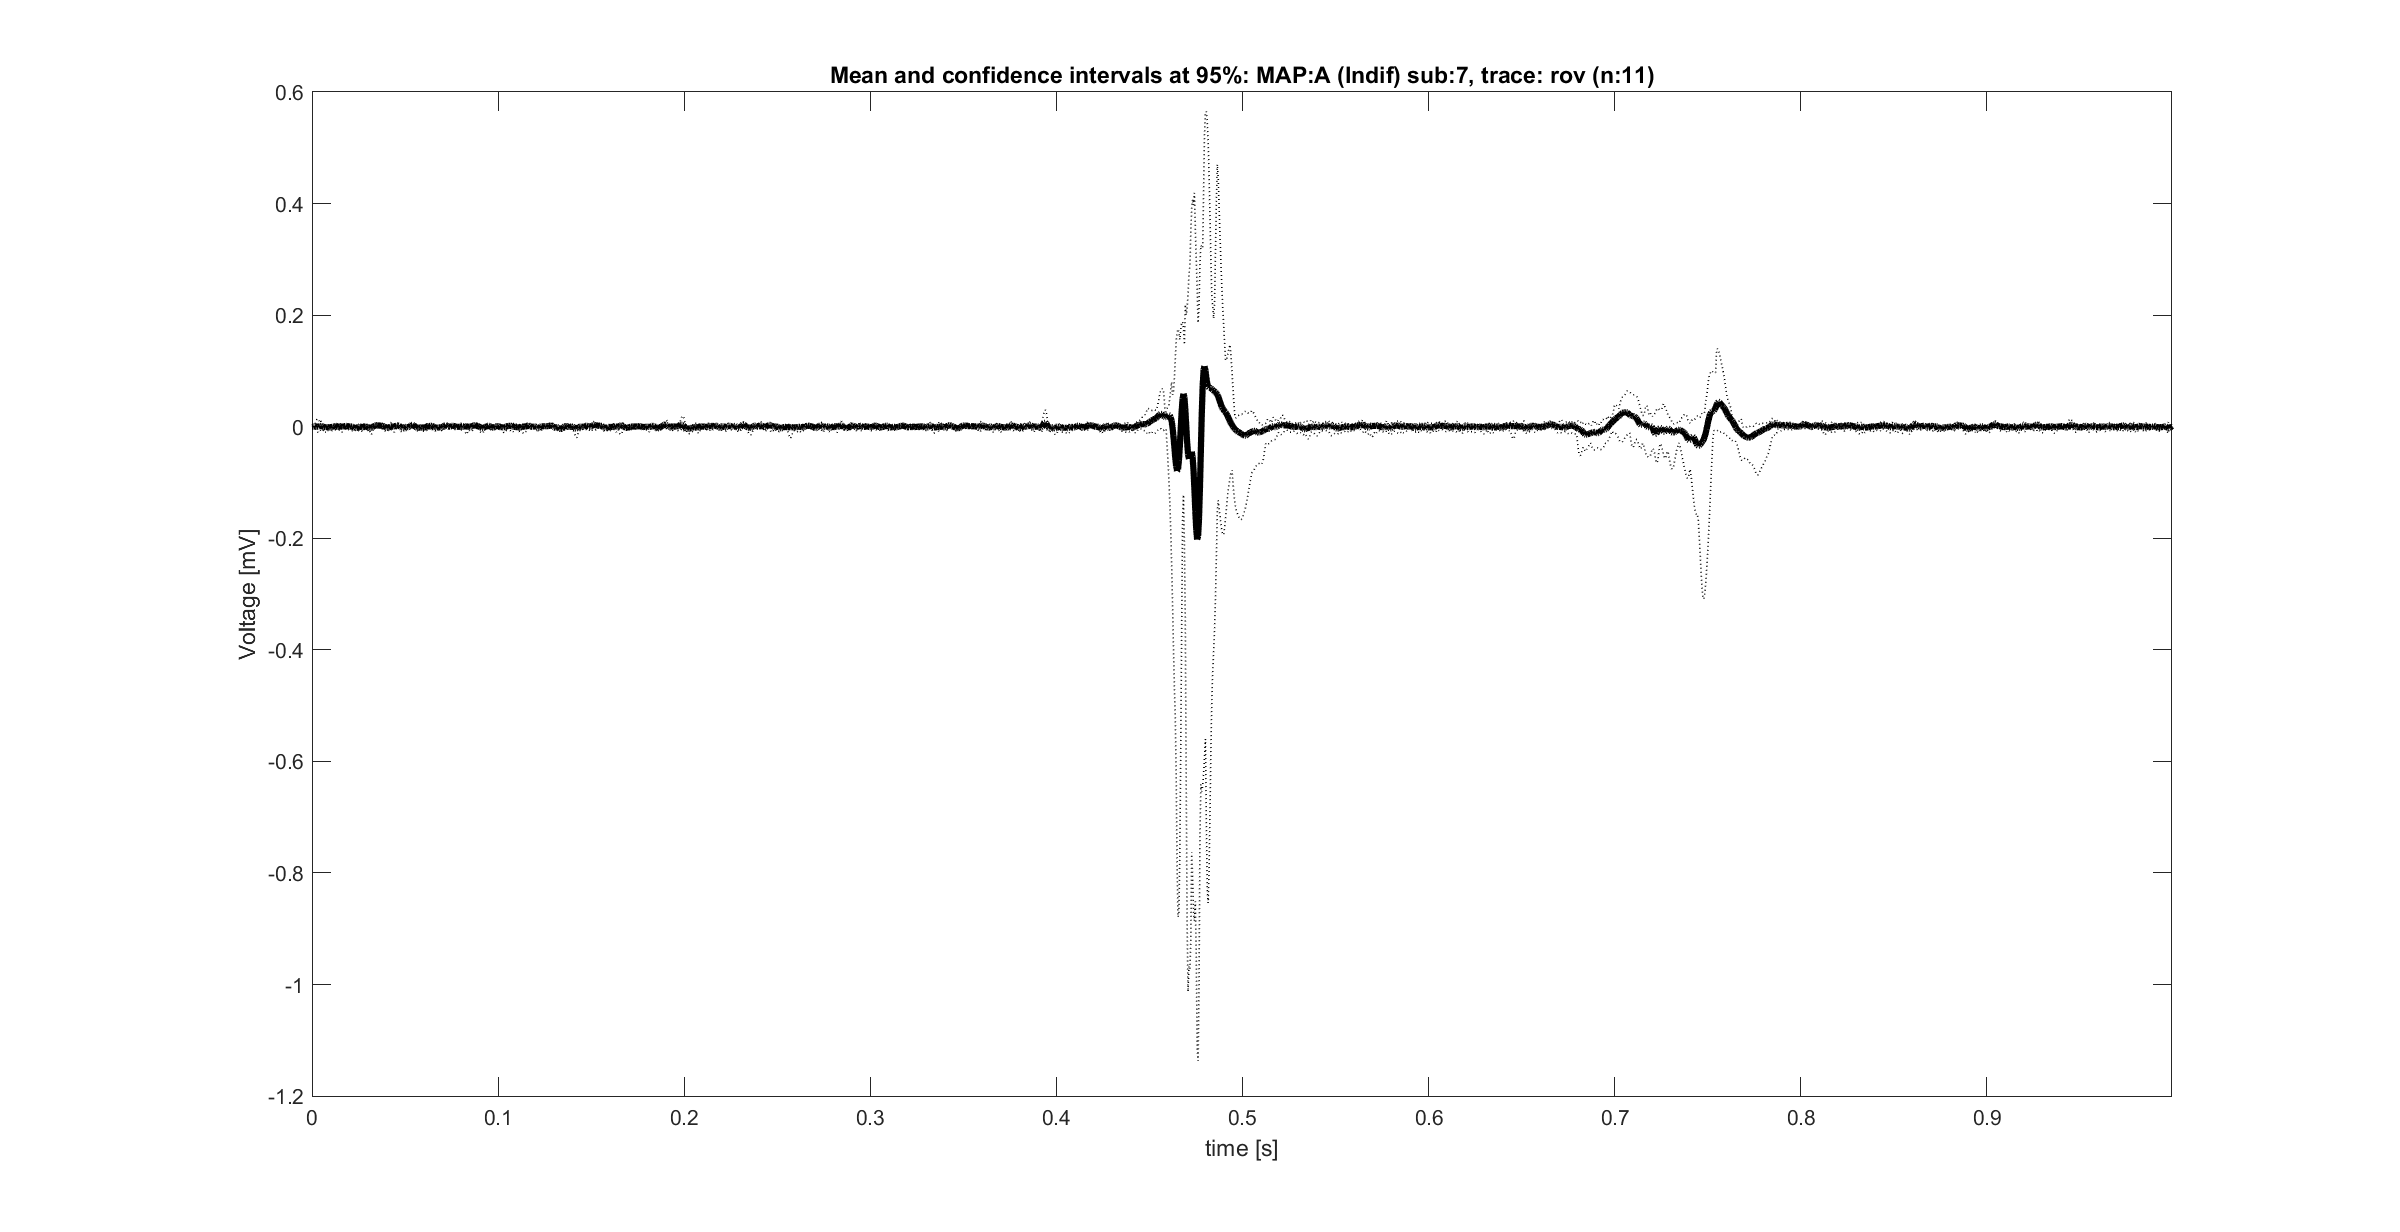 Mean and confidence intervals at 95%: MAP:A (Indif) sub:7, trace: rov (n:11)
0.6
0.4
0.2
0
-0.2
-0.4
-0.6
-0.8
-1
-1.2
Voltage [mV]
0 0.1 0.2 0.3 0.4 0.5 0.6 0.7 0.8 0.9
time [s]